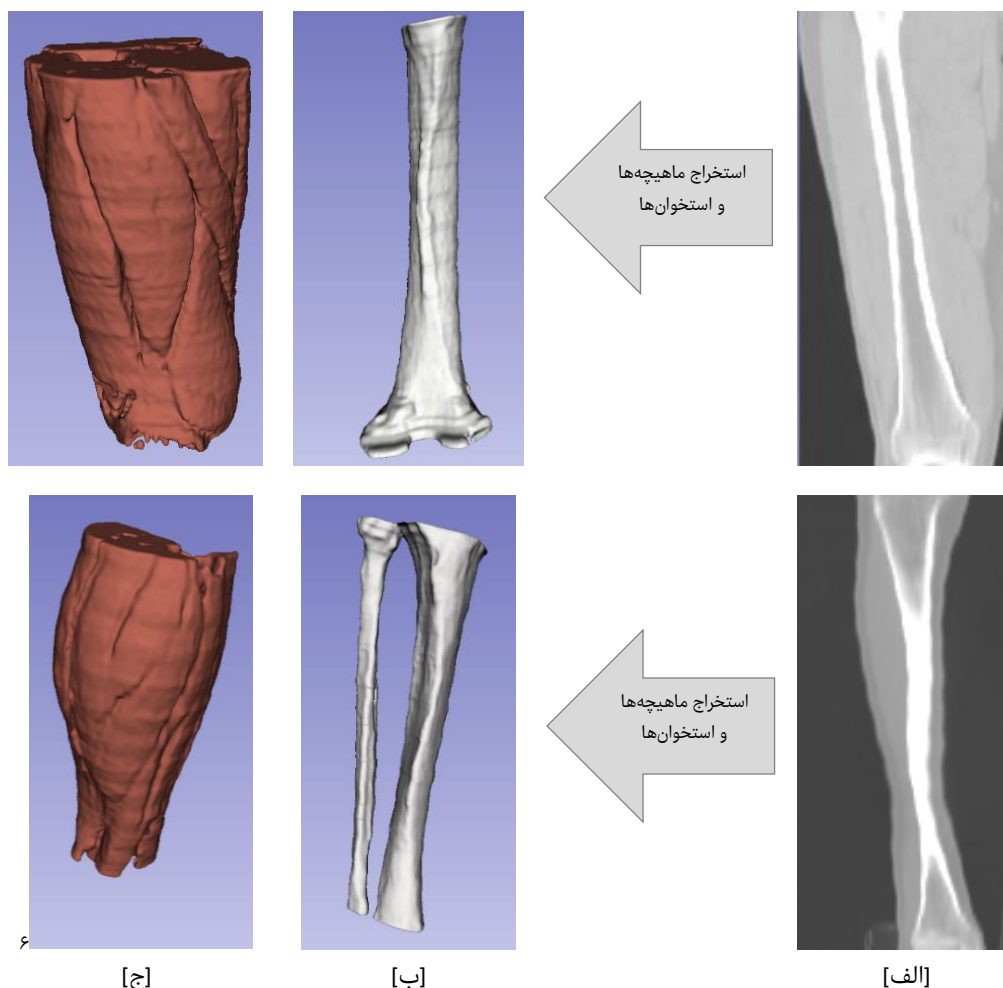 استخراج ماهیچه‌ها
و استخوان‌ها
استخراج ماهیچه‌ها
و استخوان‌ها
۶
[الف]
[ب]
[ج]